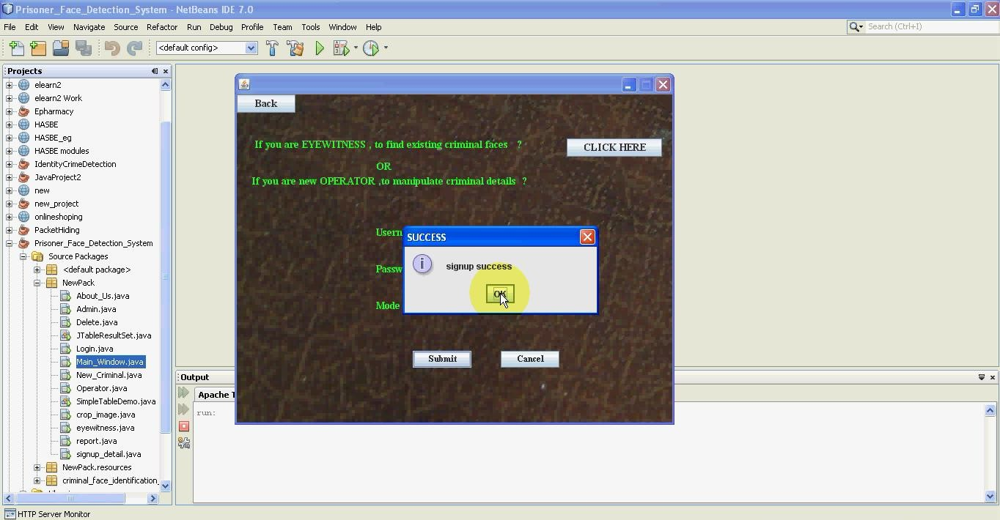 Prisoner_Face_Detection_System - NetBeans IDE 7.0
File Edit View Navigate Source Refactor Run Debug Profile Team Tools Window Help
Search (Ctrl+I)
<default config>
Projects
elearn2
elearn2 Work
Epharmacy
HASBE
HASBE_eg
HASBE modules
IdentityCrimeDetection
JavaProject2
new
new_project
onlineshoping
PacketHiding
Prisoner_Face_Detection_System
Source Packages
<default package>
NewPack
About_Us.java
Admin.java
Delete.java
JTableResultSet.java
Login.java
Main_Window.java
New_Criminal.java
Operator.java
SimpleTableDemo.java
crop_image.java
eyewitness.java
report.java
signup_detail.java
NewPack.resources
criminal_face_identification_
Back
If you are EYEWITNESS , to find existing criminal faces ?
CLICK HERE
OR
If you are new OPERATOR ,to manipulate criminal details ?
Usern
Passw
Mode
SUCCESS
signup success
OK
Submit Cancel
Output
Apache T
run:
HTTP Server Monitor